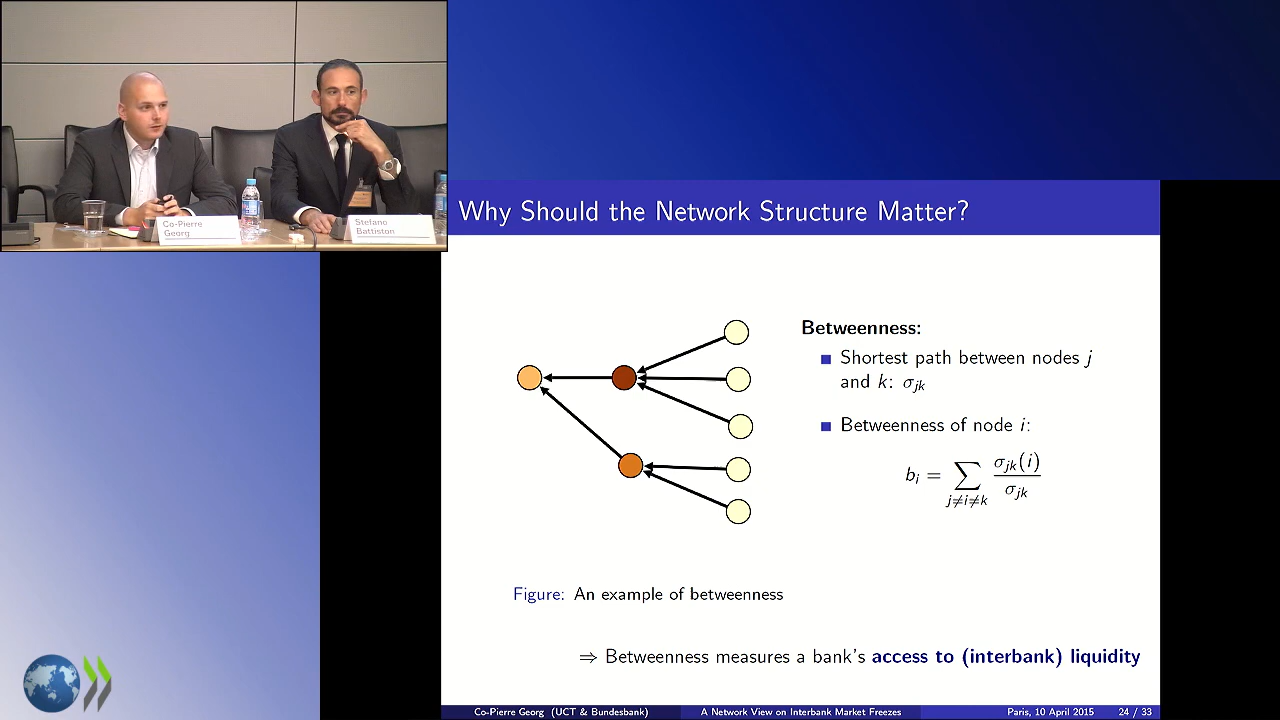 Co-Pierre
Georg
Stefano
Battiston
Why Should the Network Structure Matter?
Betweenness:
Shortest path between nodes j
and k: σjk
Betweenness of node i:
bi = ∑j≠i≠k σjk(i)/σjk
Figure: An example of betweenness
⇒ Betweenness measures a bank's access to (interbank) liquidity
Co-Pierre Georg (UCT & Bundesbank) A Network View on Interbank Market Freezes Paris, 10 April 2015 24 / 33